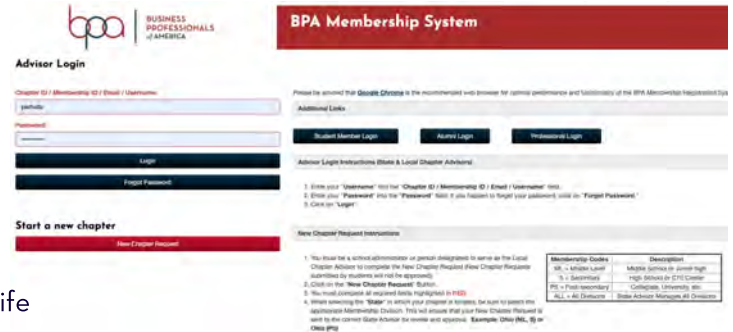 bpa
BUSINESS
PROFESSIONALS
of AMERICA
BPA Membership System
Advisor Login
Chapter ID / Membership ID / Email / Username
Password
Login
Forgot Password
Start a new chapter
New Chapter Request
ife
Please be advised that Google Chrome is the recommended web browser for optimal performance and functionality of the BPA Membership Registration Sys
Additional Links
Student Member Login
Alumni Login
Professional Login
Advisor Login Instructions (State & Local Chapter Advisors)
1. Enter your "Username" into the "Chapter ID / Membership ID / Email / Username" field.
2. Enter your "Password" into the "Password" field. If you happen to forget your password, click on "Forgot Password."
3. Click on "Login".
New Chapter Request Instructions
1. You must be a school administrator or person designated to serve as the Local
Chapter Advisor to complete the New Chapter Request (New Chapter Requests
submitted by students will not be approved).
2. Click on the "New Chapter Request" Button.
3. You must complete all required fields highlighted in RED.
4. When selecting the "State" in which your chapter is located, be sure to select the
appropriate Membership Division. This will ensure that your New Chapter Request is
sent to the correct State Advisor for review and approval. Example: Ohio (ML, S) or
Ohio (PS)
Membership Codes Description
ML = Middle Level Middle School or Junior high
S = Secondary High School or CTC Center
PS = Post-secondary Collegiate, University, etc.
ALL = All Divisions State Advisor Manages All Divisions